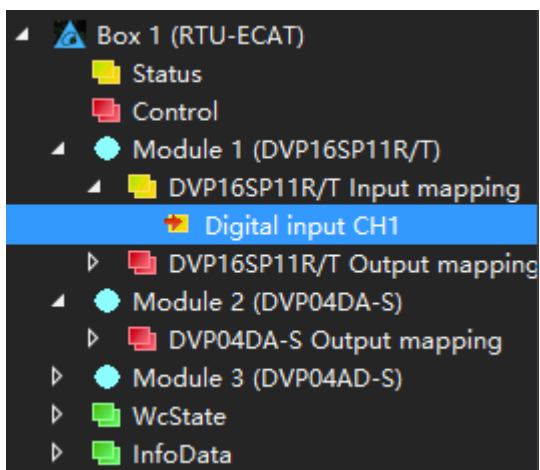 Box 1 (RTU-ECAT)
Status
Control
Module 1 (DVP16SP11R/T)
DVP16SP11R/T Input mapping
Digital input CH1
DVP16SP11R/T Output mapping
Module 2 (DVP04DA-S)
DVP04DA-S Output mapping
Module 3 (DVP04AD-S)
WcState
InfoData